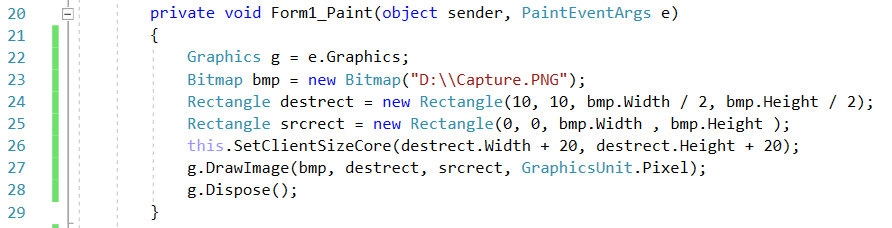 20 private void Form1_Paint(object sender, PaintEventArgs e)
21 {
22 Graphics g = e.Graphics;
23 Bitmap bmp = new Bitmap("D:\\Capture.PNG");
24 Rectangle destrect = new Rectangle(10, 10, bmp.Width / 2, bmp.Height / 2);
25 Rectangle srcrect = new Rectangle(0, 0, bmp.Width , bmp.Height );
26 this.SetClientSizeCore(destrect.Width + 20, destrect.Height + 20);
27 g.DrawImage(bmp, destrect, srcrect, GraphicsUnit.Pixel);
28 g.Dispose();
29 }